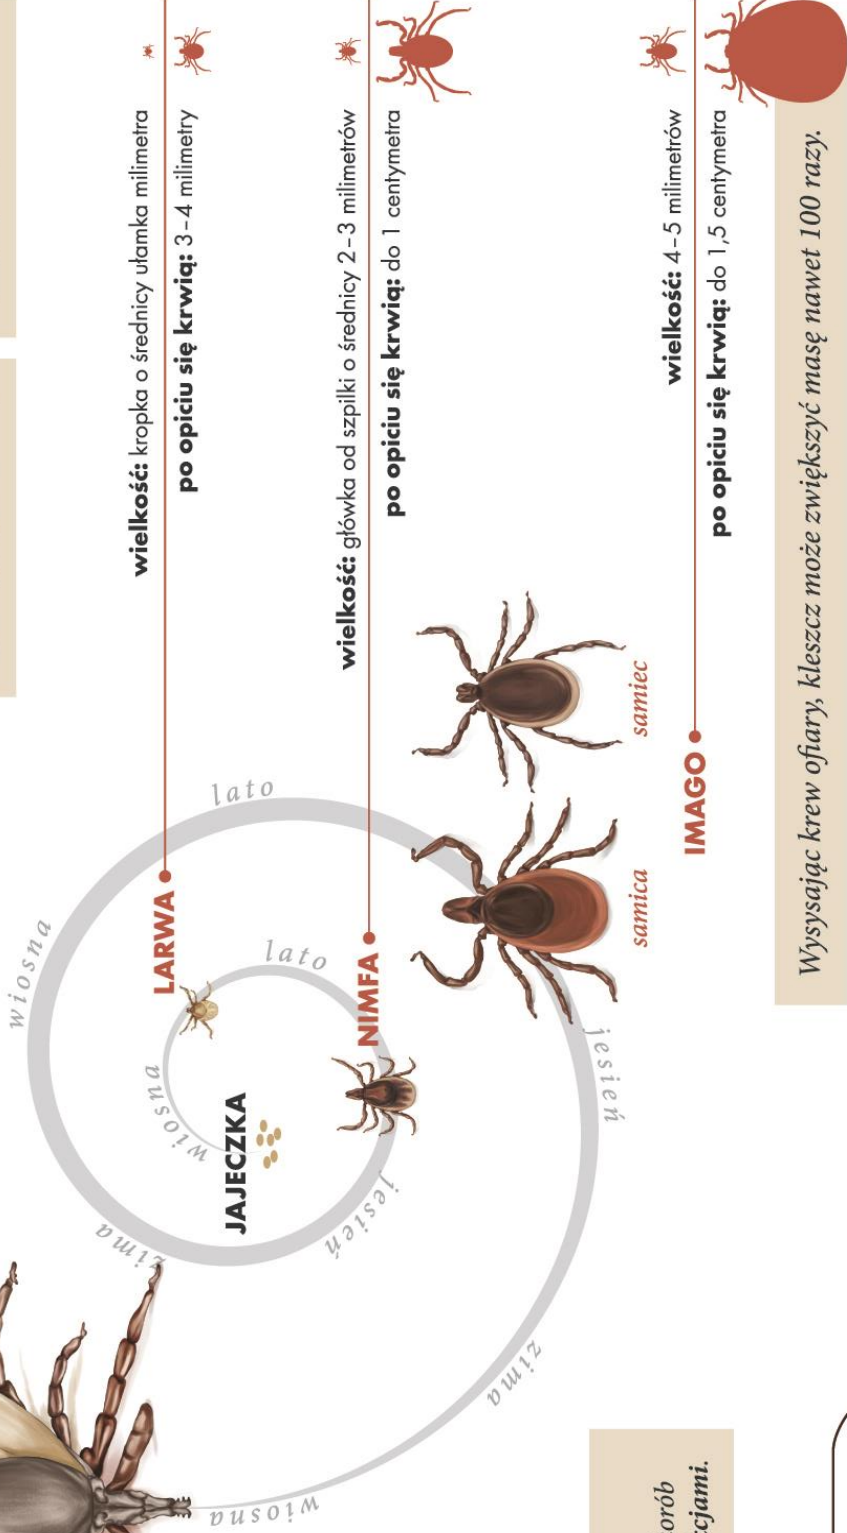 wiosna
lato
LARWA
wielkość: kropka o średnicy ułamka milimetra
po opiciu się krwią: 3–4 milimetry
wiosna
lato
JAJECZKA
zima
jesień
NIMFA
wielkość: główka od szpilki o średnicy 2–3 milimetrów
po opiciu się krwią: do 1 centymetra
samica
samiec
jesień
zima
wiosna
IMAGO
wielkość: 4–5 milimetrów
po opiciu się krwią: do 1,5 centymetra
Wysysając krew ofiary, kleszcz może zwiększyć masę nawet 100 razy.
orób
cjami.